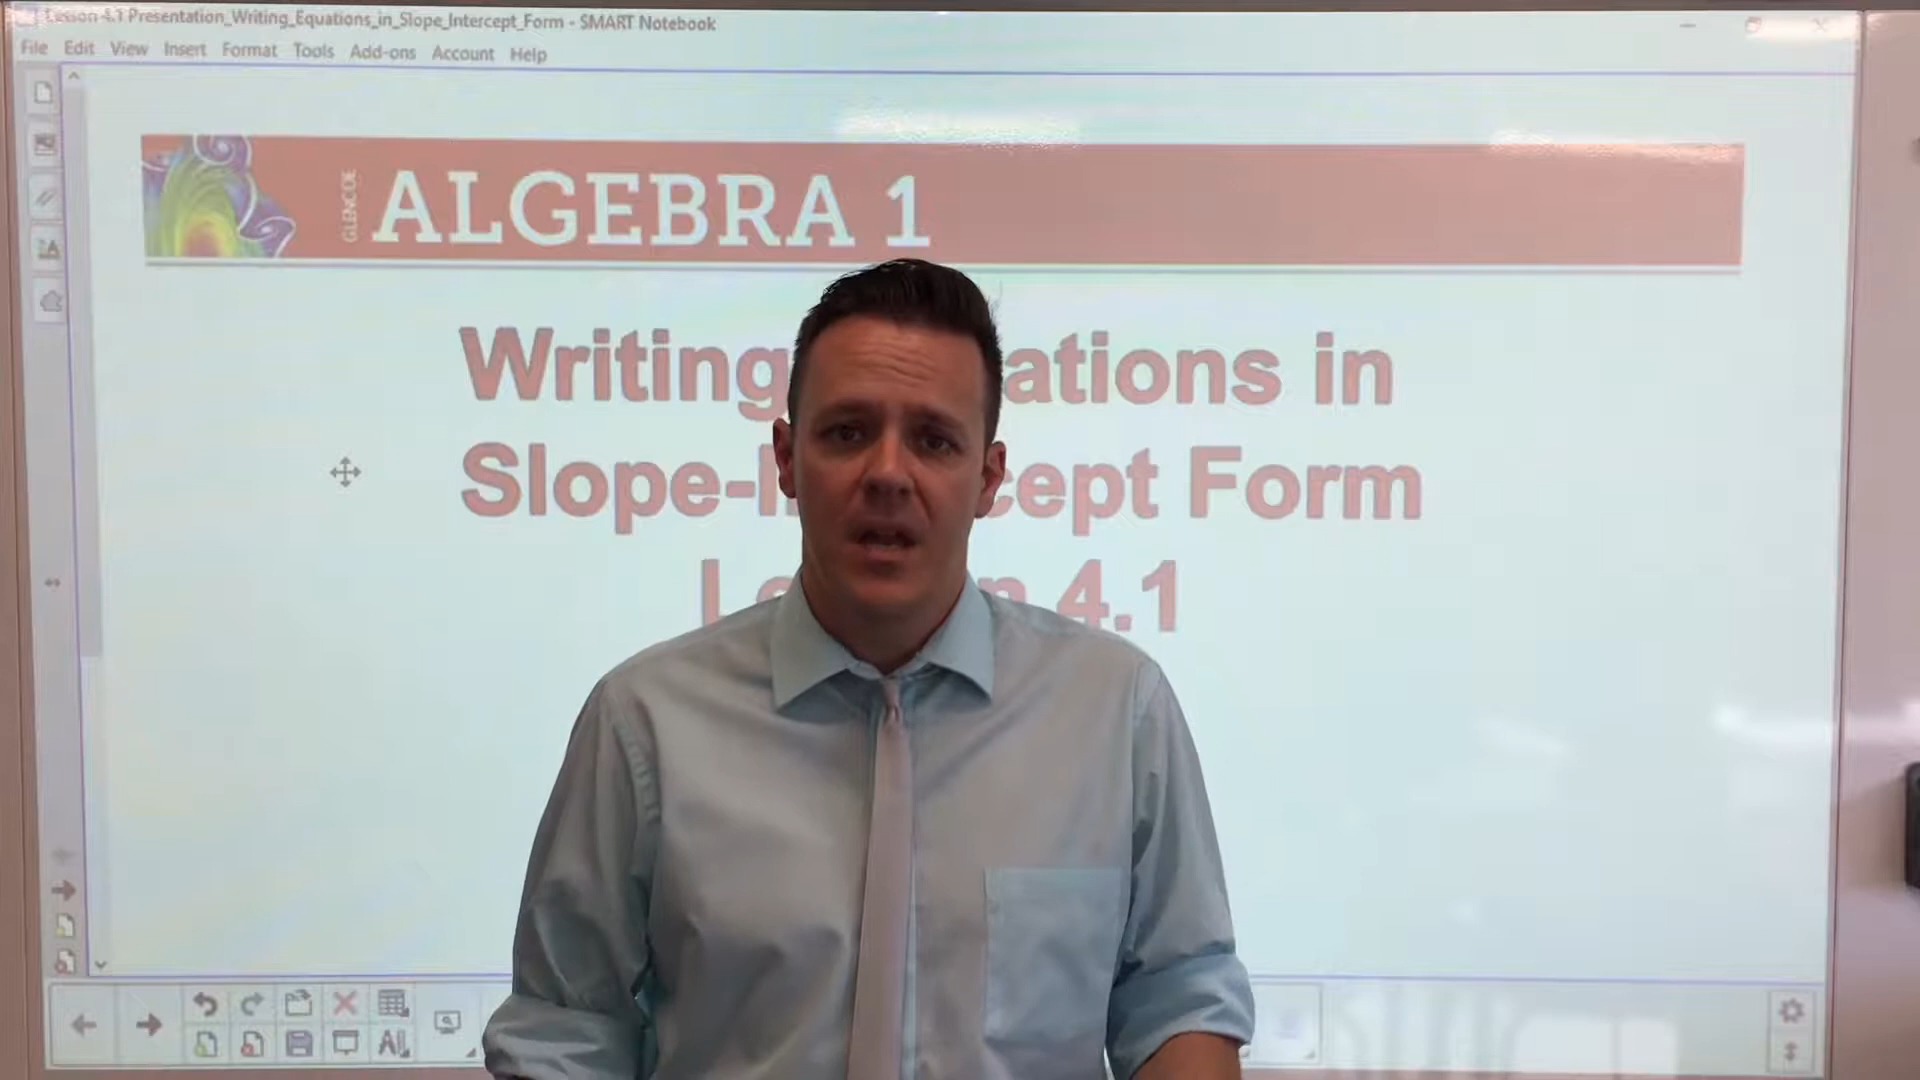 Lesson 4.1 Presentation_Writing_Equations_in_Slope_Intercept_Form - SMART Notebook
File Edit View Insert Format Tools Add-ons Account Help
GLENCOE ALGEBRA 1
Writing ations in
Slope-I cept Form
4.1